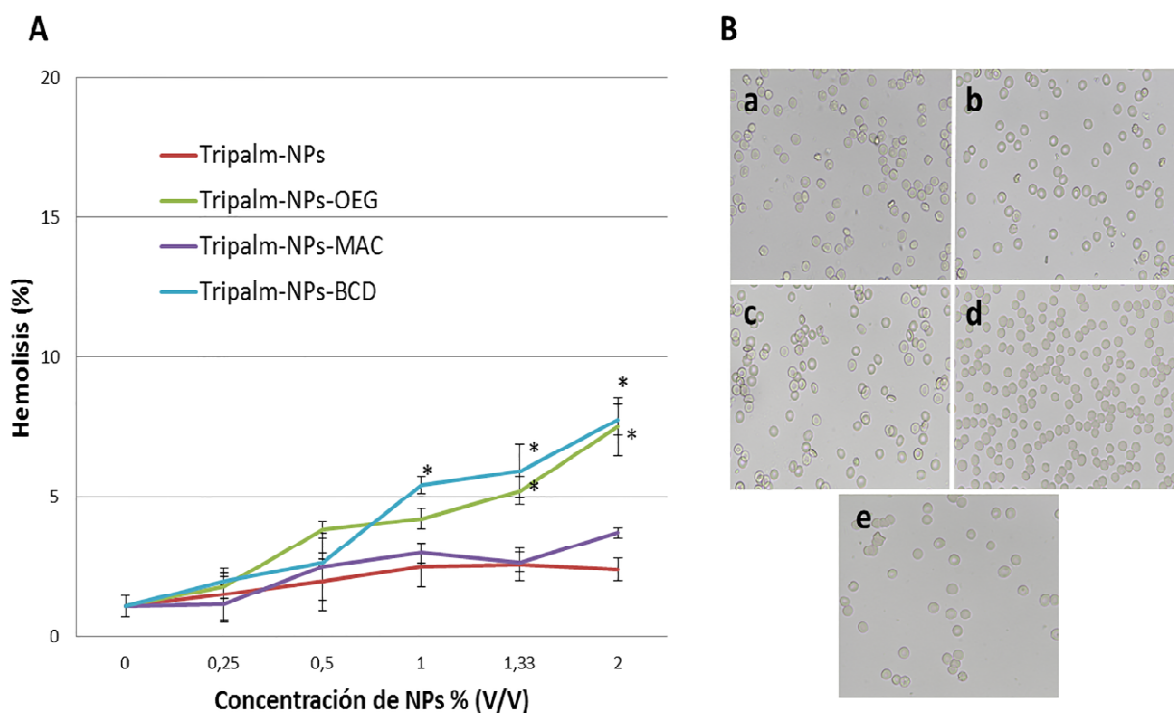 A
20
15
10
5
0
Hemolisis (%)
Tripalm-NPs
Tripalm-NPs-OEG
Tripalm-NPs-MAC
Tripalm-NPs-BCD
*
*
*
*
*
0 0,25 0,5 1 1,33 2
Concentración de NPs % (V/V)
B
a b
c d
e